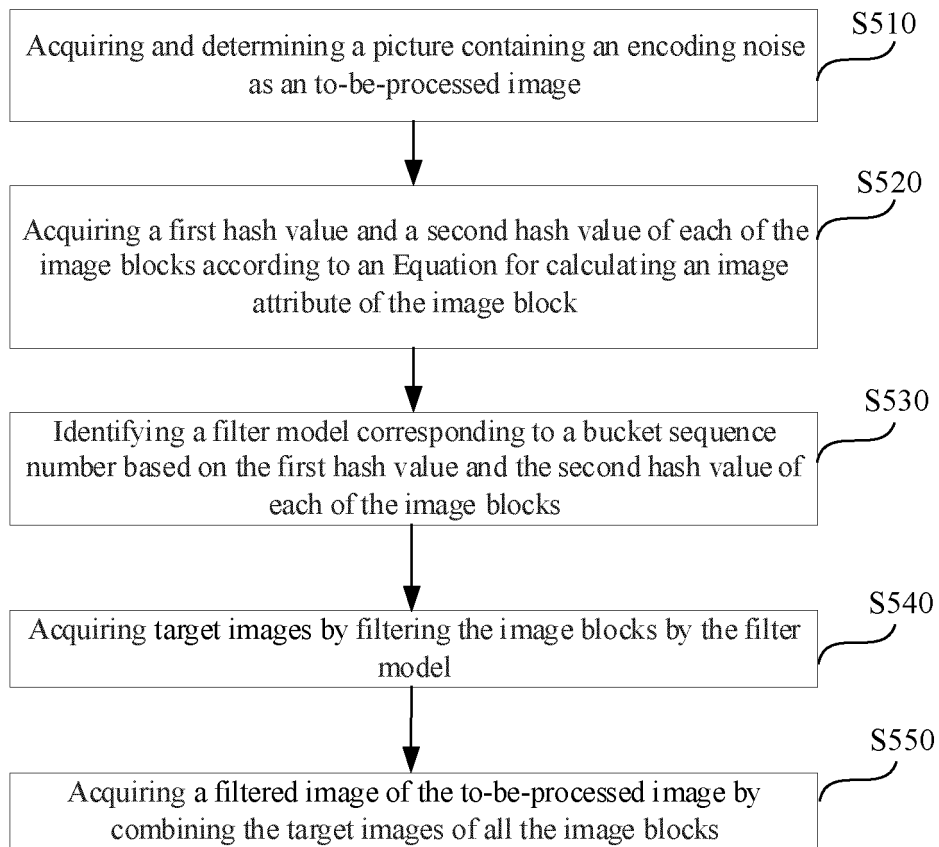 S510
Acquiring and determining a picture containing an encoding noise
as an to-be-processed image
S520
Acquiring a first hash value and a second hash value of each of the
image blocks according to an Equation for calculating an image
attribute of the image block
S530
Identifying a filter model corresponding to a bucket sequence
number based on the first hash value and the second hash value of
each of the image blocks
S540
Acquiring target images by filtering the image blocks by the filter
model
S550
Acquiring a filtered image of the to-be-processed image by
combining the target images of all the image blocks